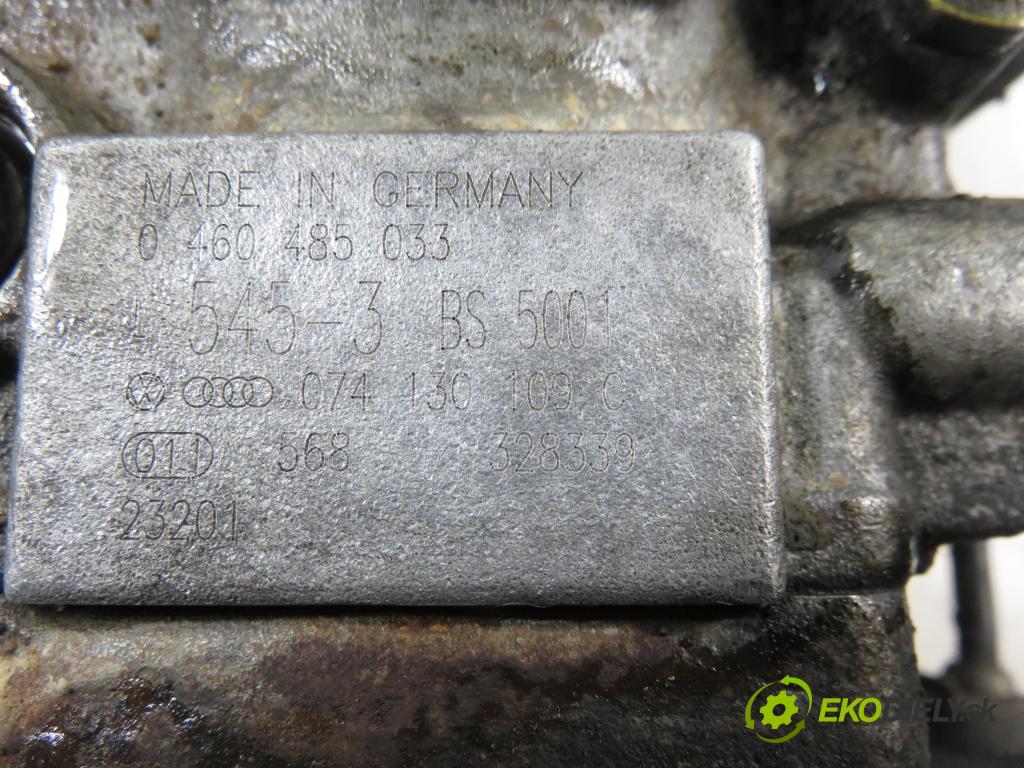 MADE IN GERMANY
0 460 485 033
L 545-3 BS 5001
VW 074 130 109 C
011 568 328339
23201
EKODIELY.sk